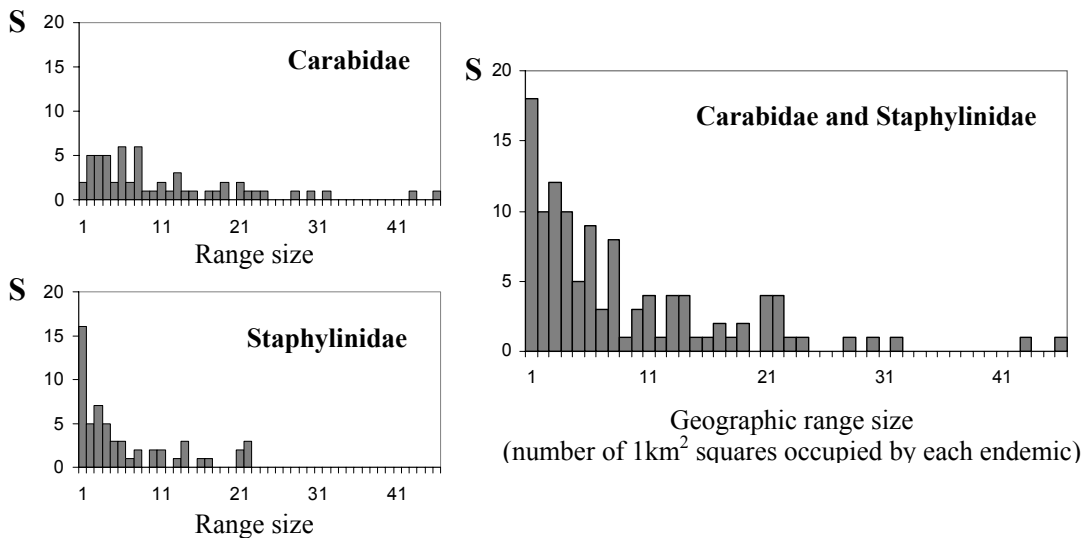 S
20
15
10
5
0
Carabidae
1 11 21 31 41
Range size
S
20
15
10
5
0
Staphylinidae
1 11 21 31 41
Range size
S
20
15
10
5
0
Carabidae and Staphylinidae
1 11 21 31 41
Geographic range size
(number of 1km² squares occupied by each endemic)